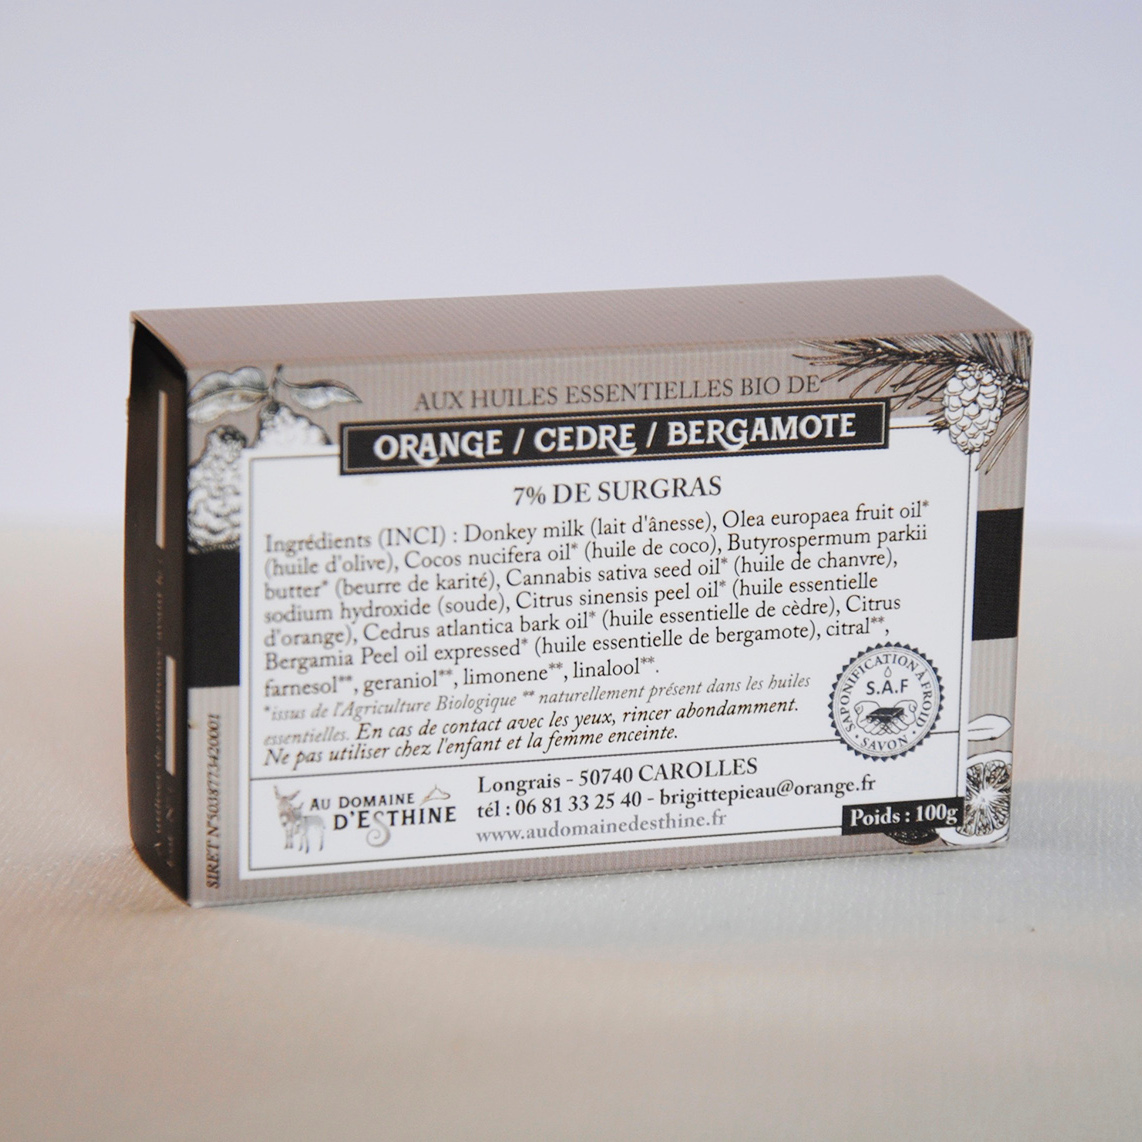 AUX HUILES ESSENTIELLES BIO DE
ORANGE / CEDRE / BERGAMOTE
7% DE SURGRAS
Ingrédients (INCI) : Donkey milk (lait d'ânesse), Olea europaea fruit oil*
(huile d'olive), Cocos nucifera oil* (huile de coco), Butyrospermum parkii
butter* (beurre de karité), Cannabis sativa seed oil* (huile de chanvre),
sodium hydroxide (soude), Citrus sinensis peel oil* (huile essentielle
d'orange), Cedrus atlantica bark oil* (huile essentielle de cèdre), Citrus
Bergamia Peel oil expressed* (huile essentielle de bergamote), citral**,
farnesol**, geraniol**, limonene**, linalool**.
*issus de l'Agriculture Biologique ** naturellement présent dans les huiles
essentielles. En cas de contact avec les yeux, rincer abondamment.
Ne pas utiliser chez l'enfant et la femme enceinte.
SAPONIFICATION À FROID
S.A.F
SAVON
AU DOMAINE
D'ESTHINE
Longrais - 50740 CAROLLES
tél : 06 81 33 25 40 - brigittepieau@orange.fr
www.audomainedesthine.fr
Poids : 100g